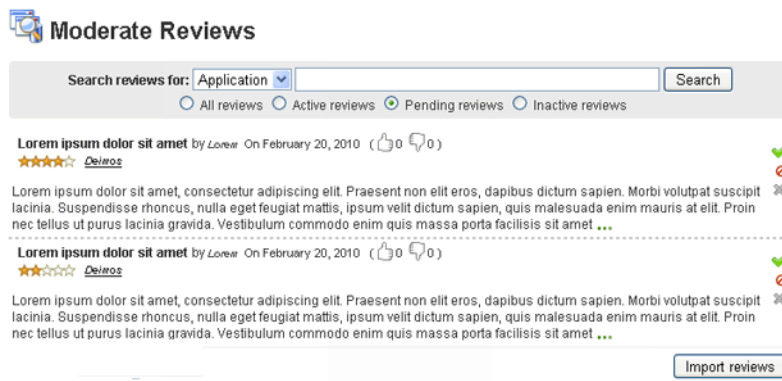 Moderate Reviews
Search reviews for: Application Search
All reviews Active reviews Pending reviews Inactive reviews
Lorem ipsum dolor sit amet by Lorem On February 20, 2010 ( 0 0 )
Deimos
Lorem ipsum dolor sit amet, consectetur adipiscing elit. Praesent non elit eros, dapibus dictum sapien. Morbi volutpat suscipit
lacinia. Suspendisse rhoncus, nulla eget feugiat mattis, ipsum velit dictum sapien, quis malesuada enim mauris at elit. Proin
nec tellus ut purus lacinia gravida. Vestibulum commodo enim quis massa porta facilisis sit amet ...
Lorem ipsum dolor sit amet by Lorem On February 20, 2010 ( 0 0 )
Deimos
Lorem ipsum dolor sit amet, consectetur adipiscing elit. Praesent non elit eros, dapibus dictum sapien. Morbi volutpat suscipit
lacinia. Suspendisse rhoncus, nulla eget feugiat mattis, ipsum velit dictum sapien, quis malesuada enim mauris at elit. Proin
nec tellus ut purus lacinia gravida. Vestibulum commodo enim quis massa porta facilisis sit amet ...
Import reviews